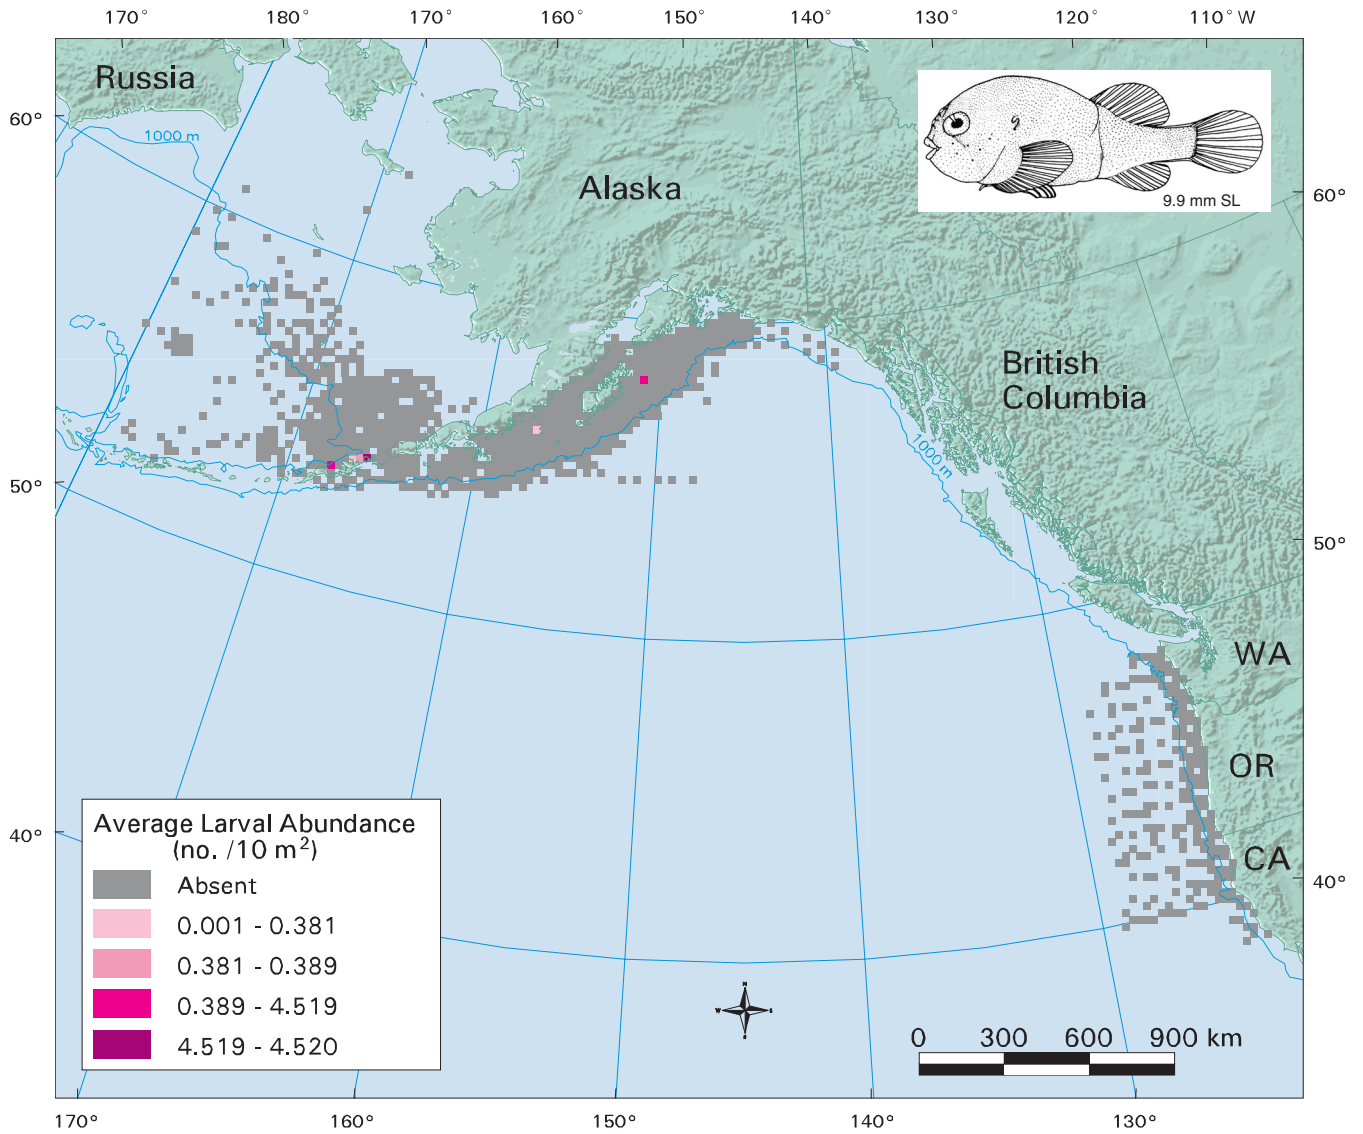 170° 180° 170° 160° 150° 140° 130° 120° 110° W
Russia
60°
1000 m
Alaska
9.9 mm SL
60°
British
Columbia
1000 m
50°
50°
WA
OR
CA
40°
40°
Average Larval Abundance
(no. /10 m²)
Absent
0.001 - 0.381
0.381 - 0.389
0.389 - 4.519
4.519 - 4.520
N
W
S
0 300 600 900 km
170° 160° 150° 140° 130°